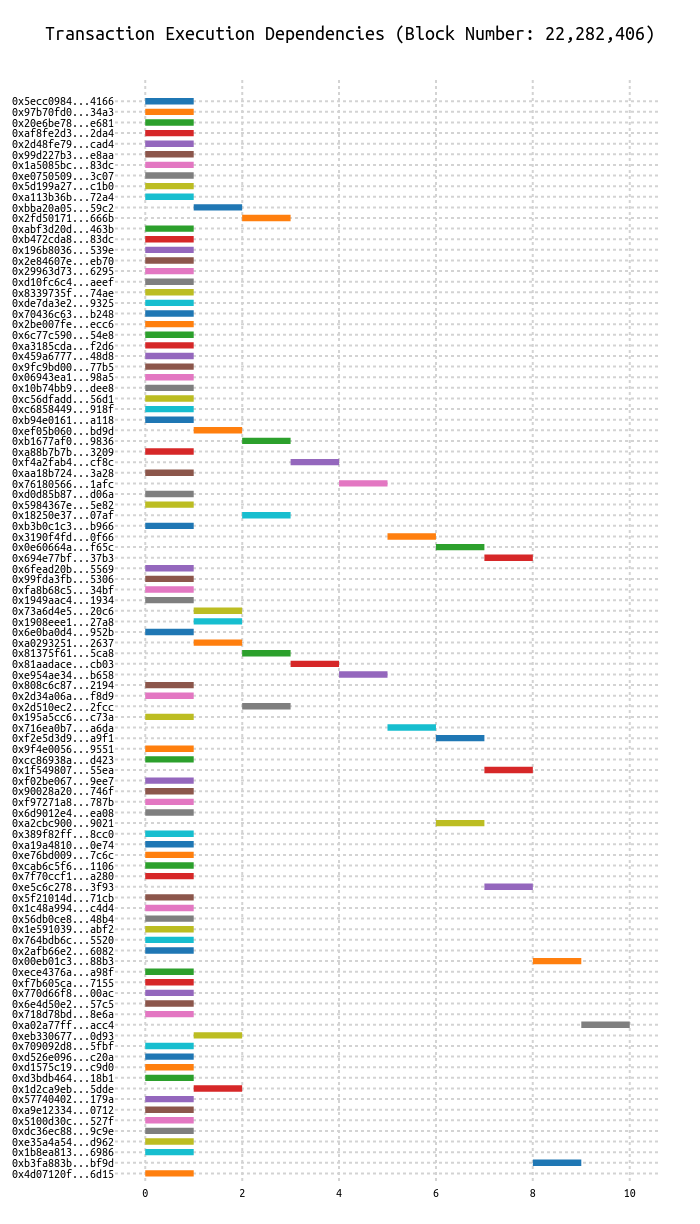 Transaction Execution Dependencies (Block Number: 22,282,406)
0x5ecc0984...4166
0x97b70fd0...34a3
0x20e6be78...e681
0xaf8fe2d3...2da4
0x2d48fe79...cad4
0x99d227b3...e8aa
0x1a5085bc...83dc
0xe0750509...3c07
0x5d199a27...c1b0
0xa113b36b...72a4
0xbba20a05...59c2
0x2fd50171...666b
0xabf3d20d...463b
0xb472cda8...83dc
0x196b8036...539e
0x2e84607e...eb70
0x29963d73...6295
0xd10fc6c4...aeef
0x8339735f...74ae
0xde7da3e2...9325
0x70436c63...b248
0x2be007fe...ecc6
0x6c77c590...54e8
0xa3185cda...f2d6
0x459a6777...48d8
0x9fc9bd00...77b5
0x06943ea1...98a5
0x10b74bb9...dee8
0xc56dfadd...56d1
0xc6858449...918f
0xb94e0161...a118
0xef05b060...bd9d
0xb1677af0...9836
0xa88b7b7b...3209
0xf4a2fab4...cf8c
0xaa18b724...3a28
0x76180566...1afc
0xd0d85b87...d06a
0x5984367e...5e82
0x18250e37...07af
0xb3b0c1c3...b966
0x3190f4fd...0f66
0x0e60664a...f65c
0x694e77bf...37b3
0x6fead20b...5569
0x99fda3fb...5306
0xfa8b68c5...34bf
0x1949aac4...1934
0x73a6d4e5...20c6
0x1908eee1...27a8
0x6e0ba0d4...952b
0xa0293251...2637
0x81375f61...5ca8
0x81aadace...cb03
0xe954ae34...b658
0x808c6c87...2194
0x2d34a06a...f8d9
0x2d510ec2...2fcc
0x195a5cc6...c73a
0x716ea0b7...a6da
0xf2e5d3d9...a9f1
0x9f4e0056...9551
0xcc86938a...d423
0x1f549807...55ea
0xf02be067...9ee7
0x90028a20...746f
0xf97271a8...787b
0x6d9012e4...ea08
0xa2cbc900...9021
0x389f82ff...8cc0
0xa19a4810...0e74
0xe76bd009...7c6c
0xcab6c5f6...1106
0x7f70ccf1...a280
0xe5c6c278...3f93
0x5f21014d...71cb
0x1c48a994...c4d4
0x56db0ce8...48b4
0x1e591039...abf2
0x764bdb6c...5520
0x2afb66e2...6082
0x00eb01c3...88b3
0xece4376a...a98f
0xf7b605ca...7155
0x770d66f8...00ac
0x6e4d50e2...57c5
0x718d78bd...8e6a
0xa02a77ff...acc4
0xeb330677...0d93
0x709092d8...5fbf
0xd526e096...c20a
0xd1575c19...c9d0
0xd3bdb464...18b1
0x1d2ca9eb...5dde
0x57740402...179a
0xa9e12334...0712
0x5100d30c...527f
0xdc36ec88...9c9e
0xe35a4a54...d962
0x1b8ea813...6986
0xb3fa883b...bf9d
0x4d07120f...6d15
0 2 4 6 8 10